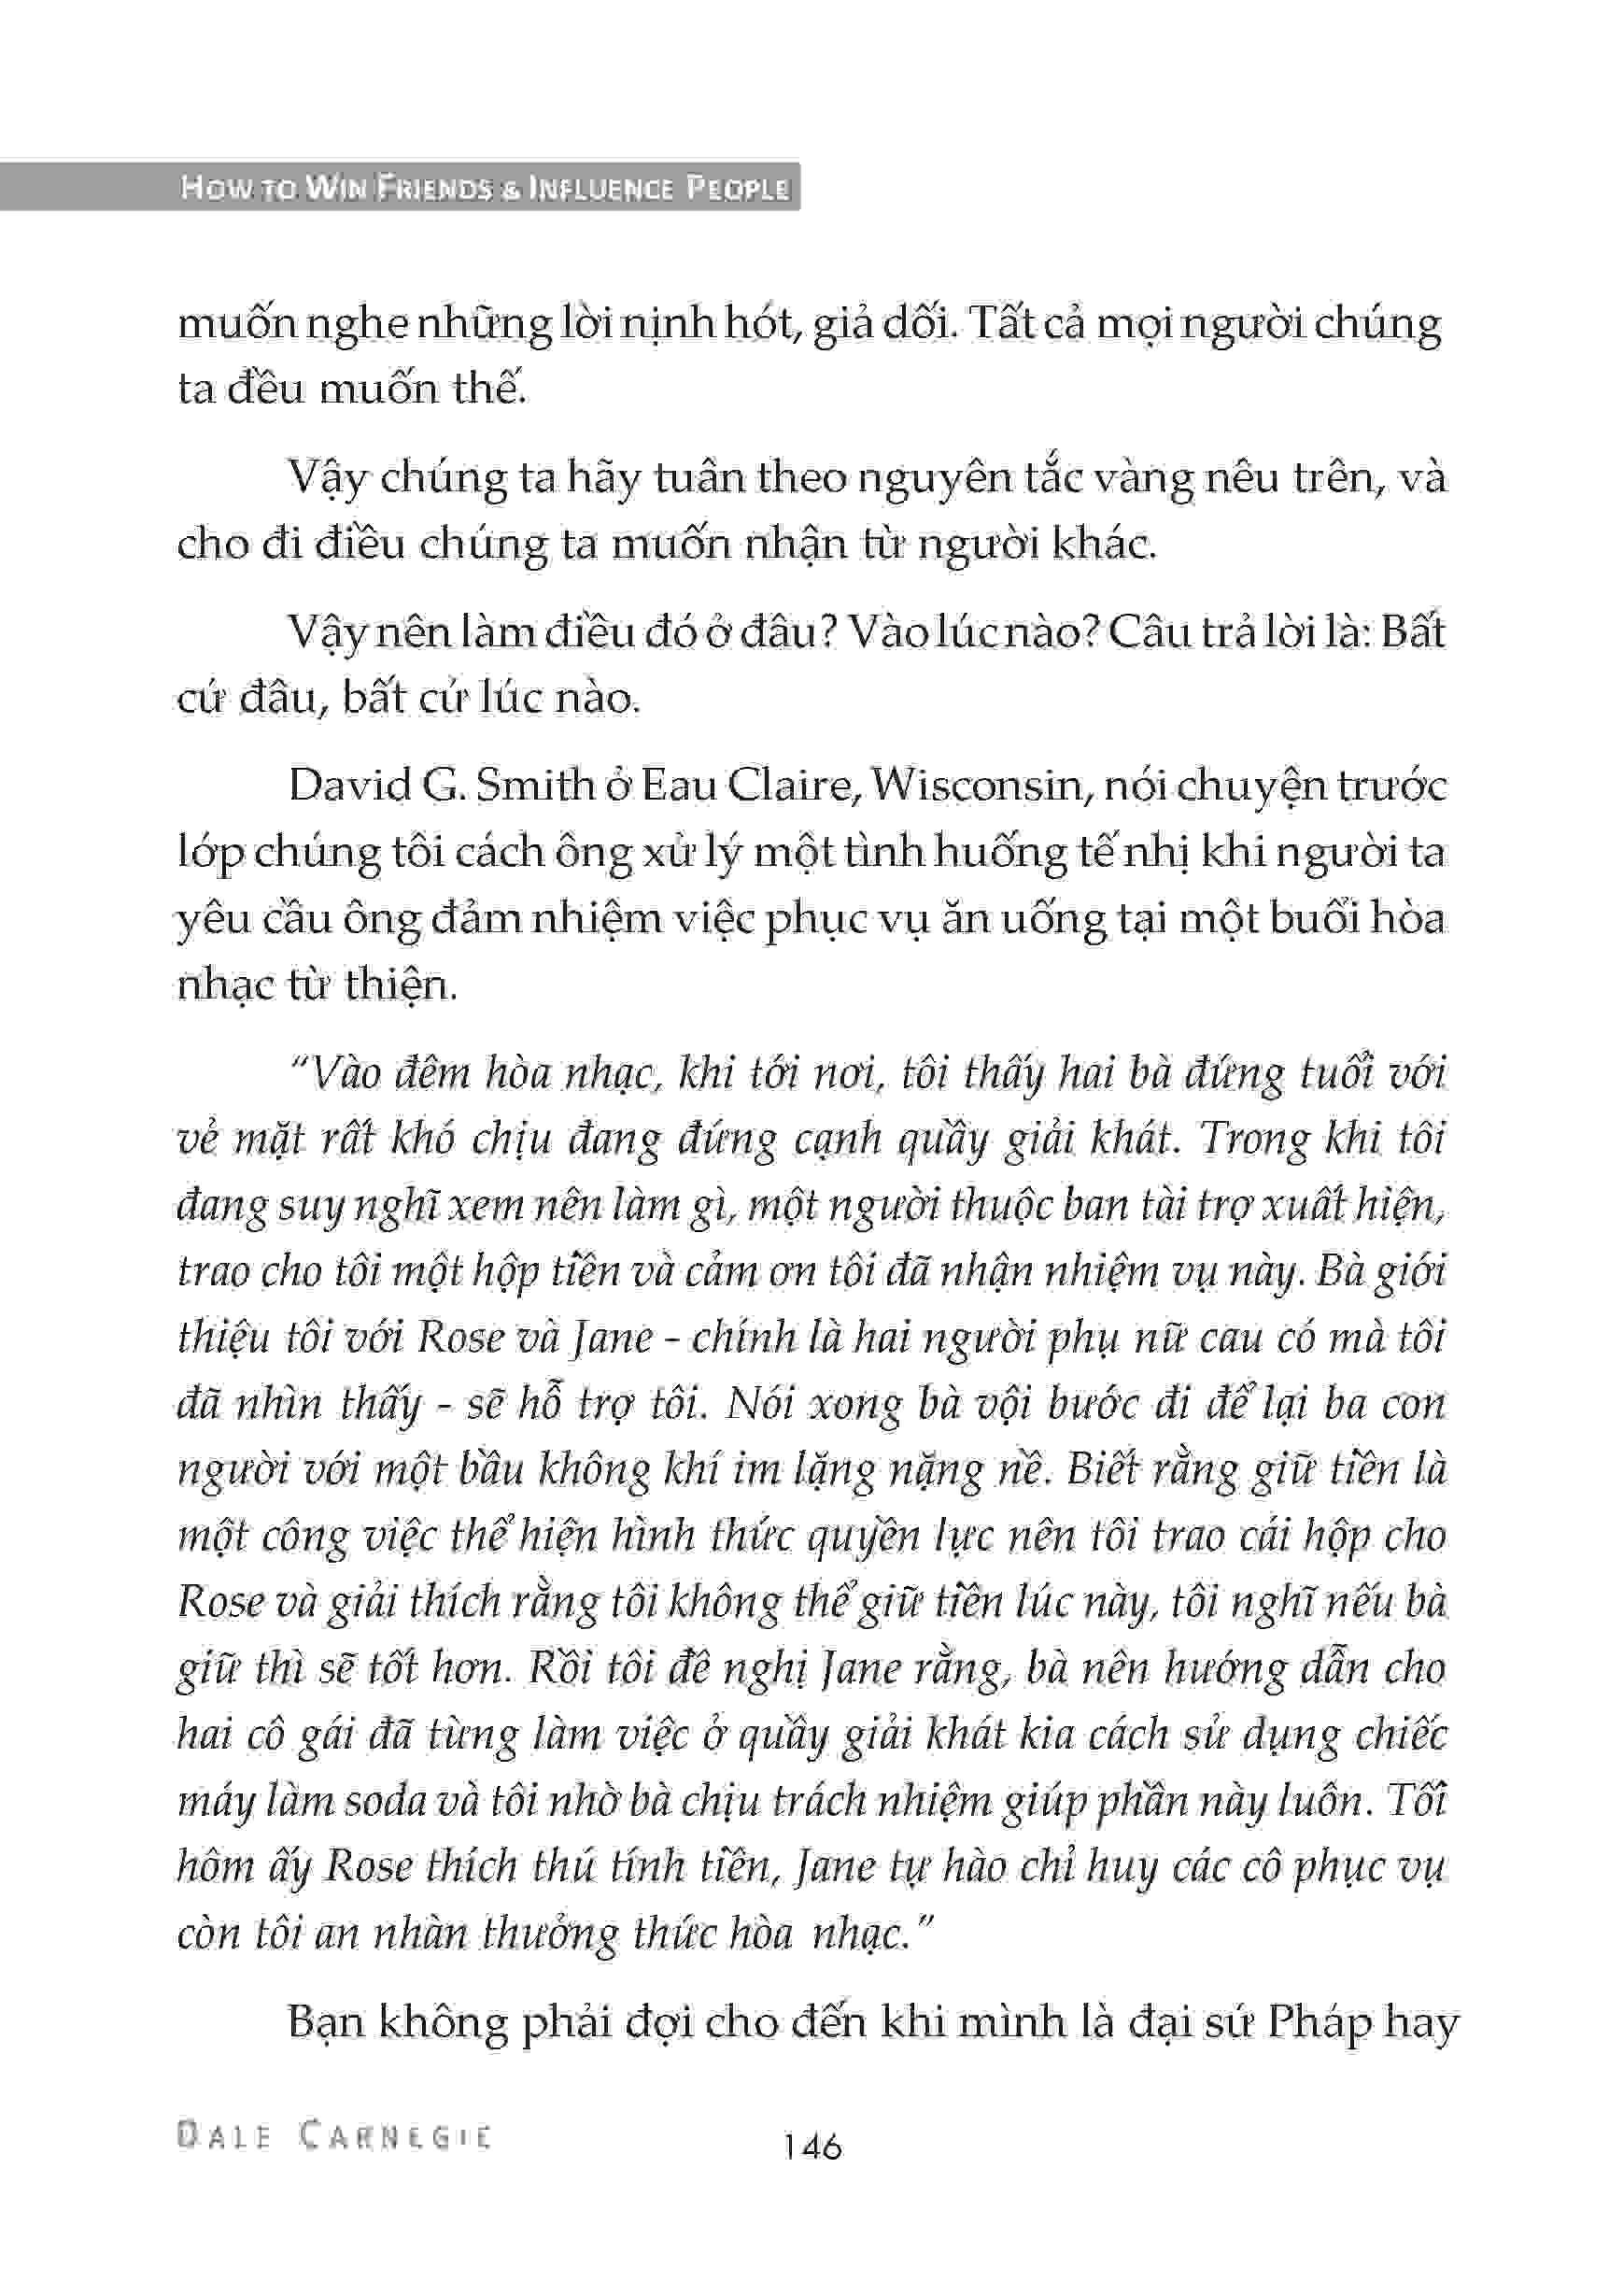 HOW TO WIN FRIENDS & INFLUENCE PEOPLE
muốn nghe những lời nịnh hót, giả dối. Tất cả mọi người chúng
ta đều muốn thế.
Vậy chúng ta hãy tuân theo nguyên tắc vàng nêu trên, và
cho đi điều chúng ta muốn nhận từ người khác.
Vậy nên làm điều đó ở đâu? Vào lúc nào? Câu trả lời là: Bất
cứ đâu, bất cứ lúc nào.
David G. Smith ở Eau Claire, Wisconsin, nói chuyện trước
lớp chúng tôi cách ông xử lý một tình huống tế nhị khi người ta
yêu cầu ông đảm nhiệm việc phục vụ ăn uống tại một buổi hòa
nhạc từ thiện.
“Vào đêm hòa nhạc, khi tới nơi, tôi thấy hai bà đứng tuổi với
vẻ mặt rất khó chịu đang đứng cạnh quầy giải khát. Trong khi tôi
đang suy nghĩ xem nên làm gì, một người thuộc ban tài trợ xuất hiện,
trao cho tôi một hộp tiền và cảm ơn tôi đã nhận nhiệm vụ này. Bà giới
thiệu tôi với Rose và Jane - chính là hai người phụ nữ cau có mà tôi
đã nhìn thấy - sẽ hỗ trợ tôi. Nói xong bà vội bước đi để lại ba con
người với một bầu không khí im lặng nặng nề. Biết rằng giữ tiền là
một công việc thể hiện hình thức quyền lực nên tôi trao cái hộp cho
Rose và giải thích rằng tôi không thể giữ tiền lúc này, tôi nghĩ nếu bà
giữ thì sẽ tốt hơn. Rồi tôi đề nghị Jane rằng, bà nên hướng dẫn cho
hai cô gái đã từng làm việc ở quầy giải khát kia cách sử dụng chiếc
máy làm soda và tôi nhờ bà chịu trách nhiệm giúp phần này luôn. Tối
hôm ấy Rose thích thú tính tiền, Jane tự hào chỉ huy các cô phục vụ
còn tôi an nhàn thưởng thức hòa nhạc.”
Bạn không phải đợi cho đến khi mình là đại sứ Pháp hay
DALE CARNEGIE
146